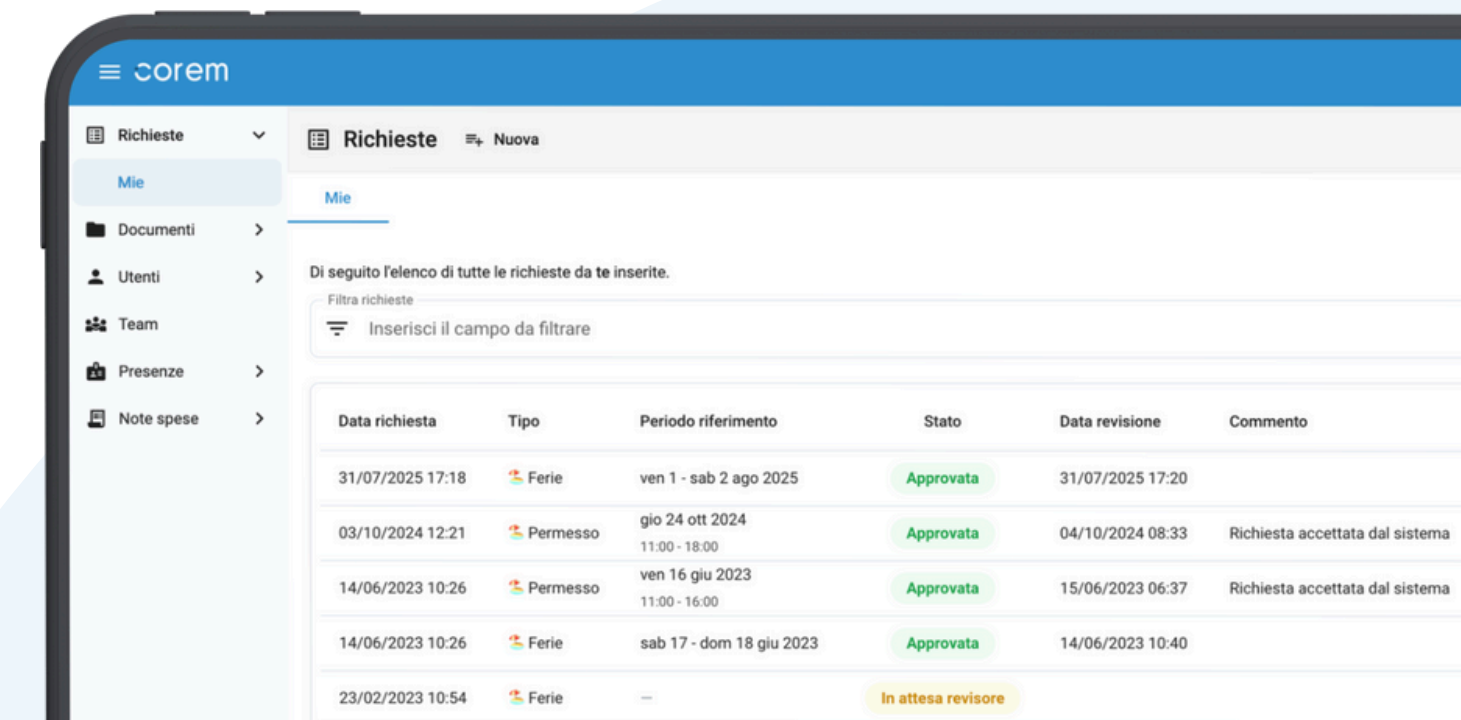 corem
Richieste
Mie
Documenti
Utenti
Team
Presenze
Note spese
Richieste Nuova
Mie
Di seguito l'elenco di tutte le richieste da te inserite.
Filtra richieste
Inserisci il campo da filtrare
Data richiesta Tipo Periodo riferimento Stato Data revisione Commento
31/07/2025 17:18 Ferie ven 1 - sab 2 ago 2025 Approvata 31/07/2025 17:20
03/10/2024 12:21 Permesso gio 24 ott 2024 11:00 - 18:00 Approvata 04/10/2024 08:33 Richiesta accettata dal sistema
14/06/2023 10:26 Permesso ven 16 giu 2023 11:00 - 16:00 Approvata 15/06/2023 06:37 Richiesta accettata dal sistema
14/06/2023 10:26 Ferie sab 17 - dom 18 giu 2023 Approvata 14/06/2023 10:40
23/02/2023 10:54 Ferie — In attesa revisore